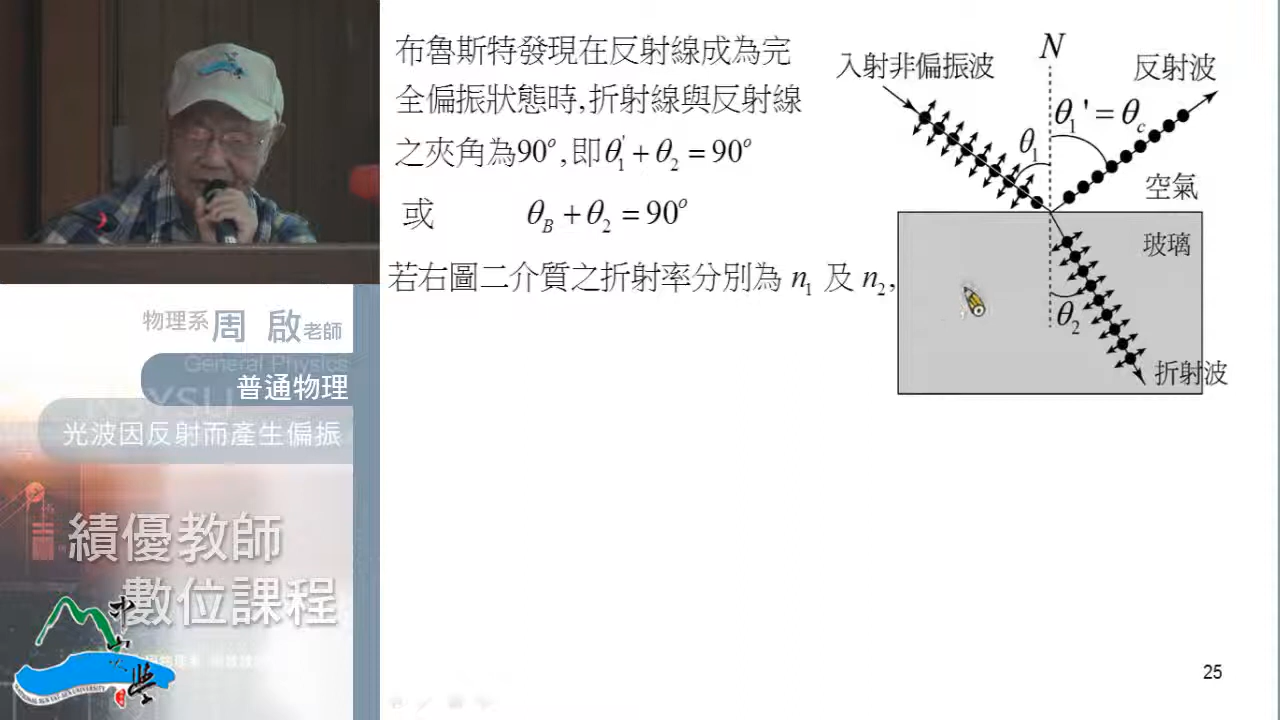 布魯斯特發現在反射線成為完
全偏振狀態時,折射線與反射線
之夾角為90°,即θ₁'+θ₂=90°
或 θ_B+θ₂=90°
若右圖二介質之折射率分別為 n₁ 及 n₂,
入射非偏振波
N
反射波
θ₁
θ₁'=θ_c
空氣
玻璃
θ₂
折射波
物理系周 啟老師
General Physics
普通物理
NSYSU
光波因反射而產生偏振
績優教師
數位課程
25